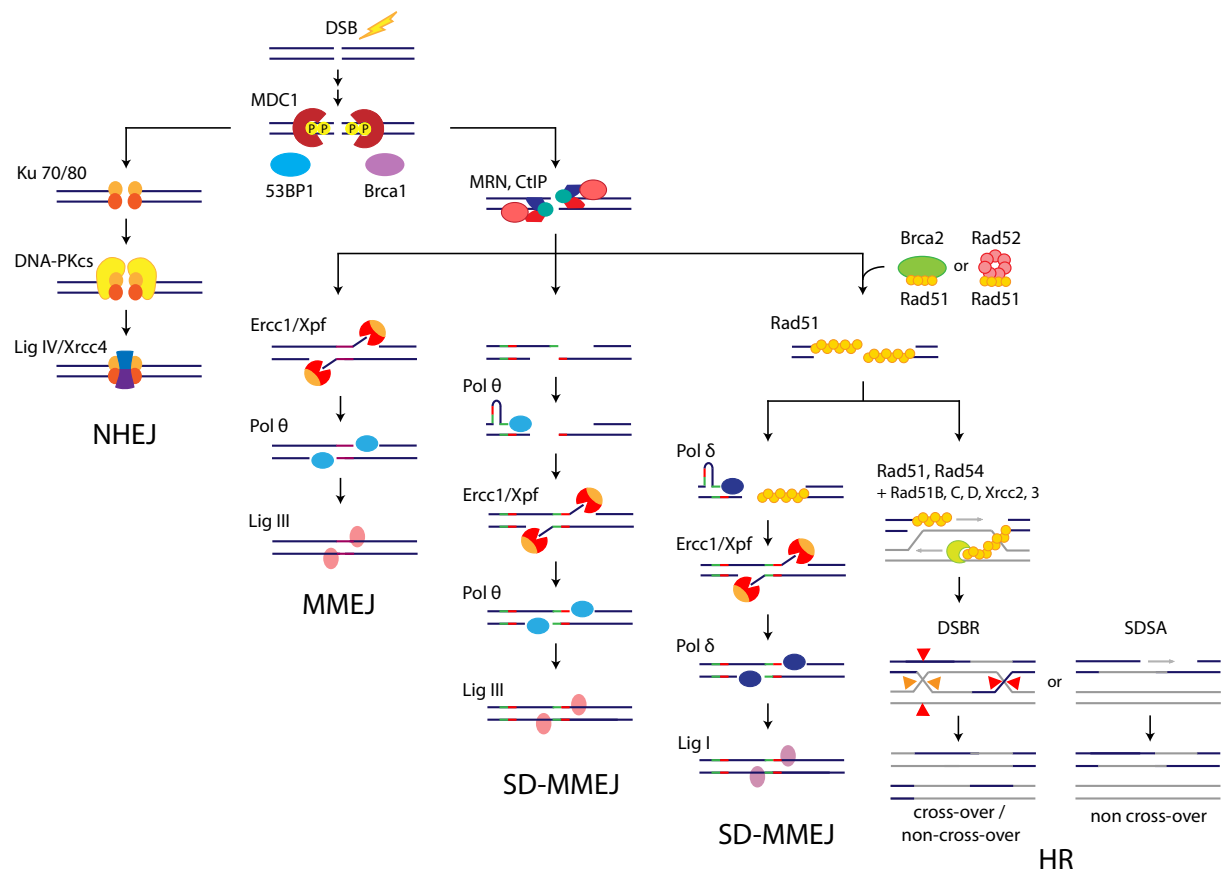 DSB
MDC1
P P P P
53BP1
Brca1
Ku 70/80
DNA-PKcs
Lig IV/Xrcc4
NHEJ
MRN, CtIP
Ercc1/Xpf
Pol θ
Lig III
MMEJ
Pol θ
Ercc1/Xpf
Pol θ
Lig III
SD-MMEJ
Brca2
or
Rad52
Rad51
Rad51
Rad51
Pol δ
Ercc1/Xpf
Pol δ
Lig I
SD-MMEJ
Rad51, Rad54
+ Rad51B, C, D, Xrcc2, 3
DSBR
SDSA
or
cross-over /
non-cross-over
non cross-over
HR